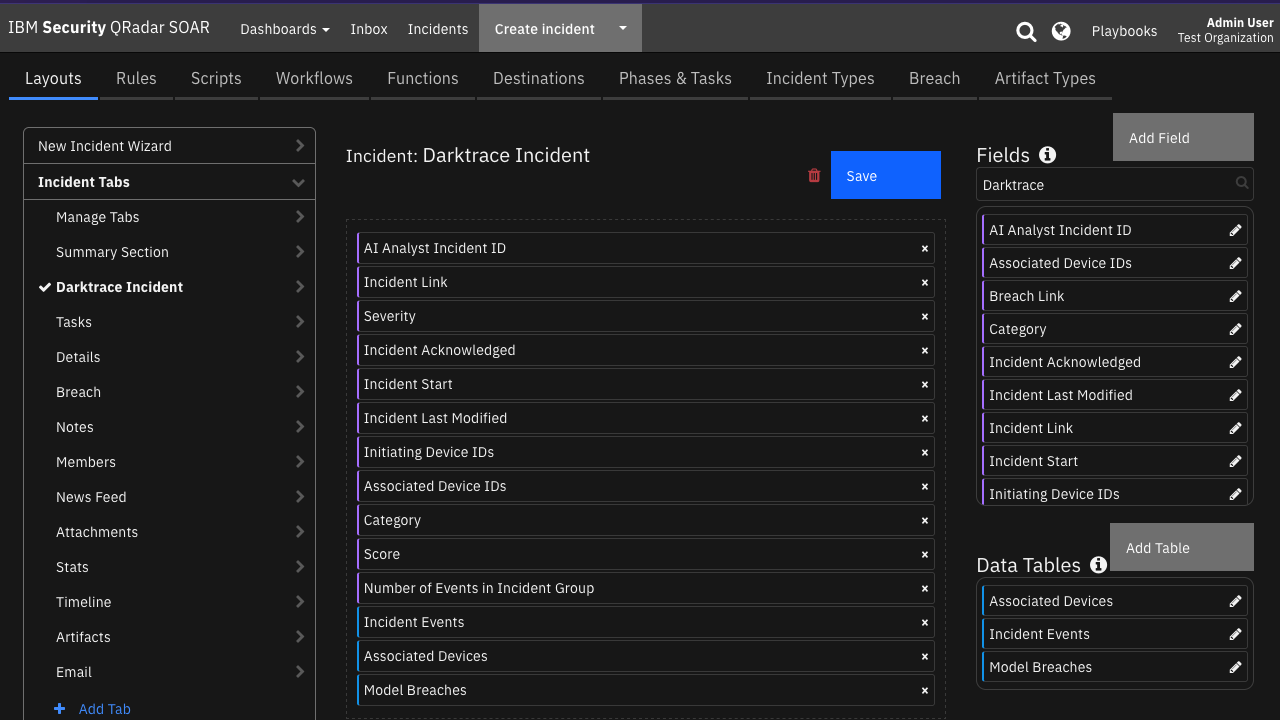 IBM Security QRadar SOAR
Dashboards
Inbox
Incidents
Create incident
Playbooks
Admin User
Test Organization
Layouts
Rules
Scripts
Workflows
Functions
Destinations
Phases & Tasks
Incident Types
Breach
Artifact Types
New Incident Wizard
Incident Tabs
Manage Tabs
Summary Section
Darktrace Incident
Tasks
Details
Breach
Notes
Members
News Feed
Attachments
Stats
Timeline
Artifacts
Email
Add Tab
Incident: Darktrace Incident
Save
AI Analyst Incident ID
Incident Link
Severity
Incident Acknowledged
Incident Start
Incident Last Modified
Initiating Device IDs
Associated Device IDs
Category
Score
Number of Events in Incident Group
Incident Events
Associated Devices
Model Breaches
Fields
Add Field
Darktrace
AI Analyst Incident ID
Associated Device IDs
Breach Link
Category
Incident Acknowledged
Incident Last Modified
Incident Link
Incident Start
Initiating Device IDs
Data Tables
Add Table
Associated Devices
Incident Events
Model Breaches